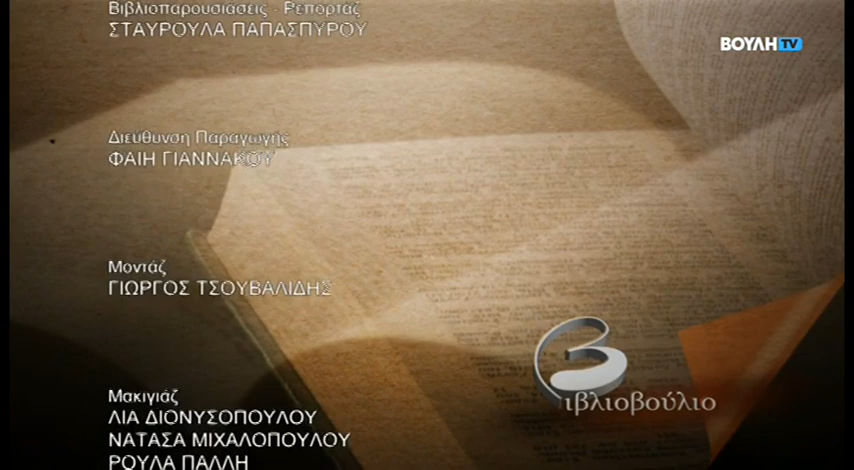 Βιβλιοπαρουσιάσεις - Ρεπορτάζ
ΣΤΑΥΡΟΥΛΑ ΠΑΠΑΣΠΥΡΟΥ
ΒΟΥΛΗ TV
Διεύθυνση Παραγωγής
ΦΑΙΗ ΓΙΑΝΝΑΚΟΥ
Μοντάζ
ΓΙΩΡΓΟΣ ΤΣΟΥΒΑΛΙΔΗΣ
Βιβλιοβούλιο
Μακιγιάζ
ΛΙΑ ΔΙΟΝΥΣΟΠΟΥΛΟΥ
ΝΑΤΑΣΑ ΜΙΧΑΛΟΠΟΥΛΟΥ
ΡΟΥΛΑ ΠΑΛΛΗ